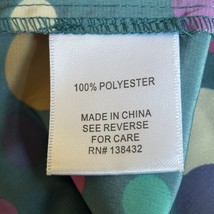 100% POLYESTER
MADE IN CHINA
SEE REVERSE
FOR CARE
RN# 138432